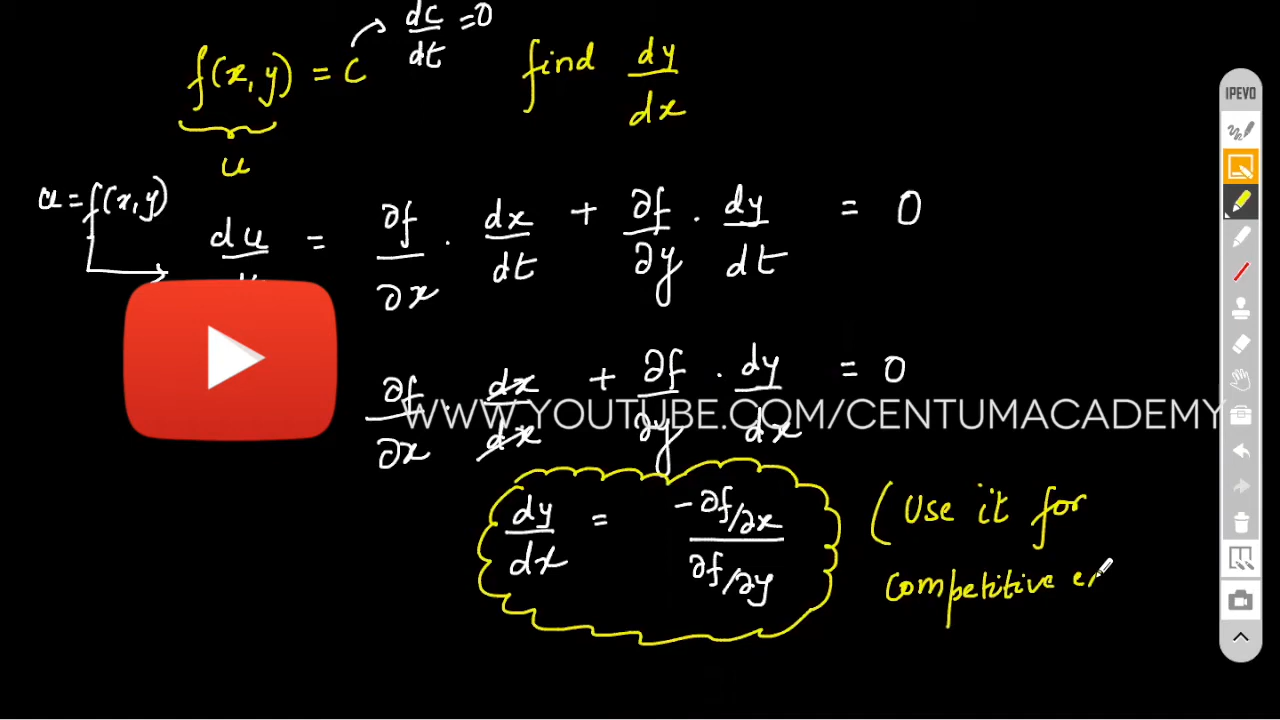 dc/dt = 0
f(x,y) = c find dy/dx
u
u = f(x,y)
du = ∂f/∂x . dx/dt + ∂f/∂y . dy/dt = 0
∂f/∂x . dx/dx + ∂f/∂y . dy/dx = 0
WWW.YOUTUBE.COM/CENTUMACADEMY
dy/dx = -∂f/∂x / ∂f/∂y
(Use it for
competitive e
IPEVO